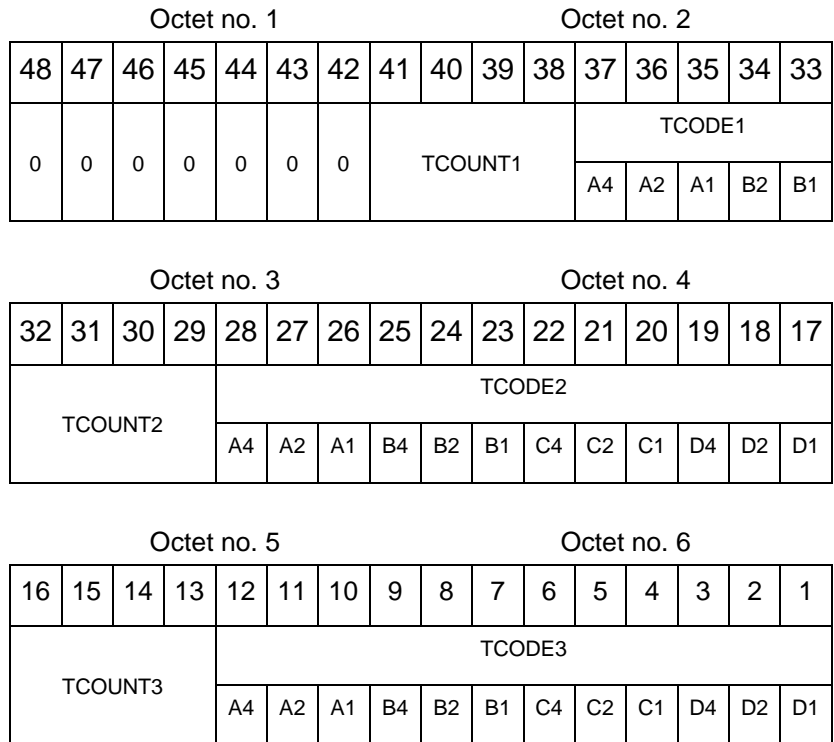 Octet no. 1 Octet no. 2
48 47 46 45 44 43 42 41 40 39 38 37 36 35 34 33
TCODE1
0 0 0 0 0 0 0 TCOUNT1
A4 A2 A1 B2 B1
Octet no. 3 Octet no. 4
32 31 30 29 28 27 26 25 24 23 22 21 20 19 18 17
TCODE2
TCOUNT2
A4 A2 A1 B4 B2 B1 C4 C2 C1 D4 D2 D1
Octet no. 5 Octet no. 6
16 15 14 13 12 11 10 9 8 7 6 5 4 3 2 1
TCODE3
TCOUNT3
A4 A2 A1 B4 B2 B1 C4 C2 C1 D4 D2 D1